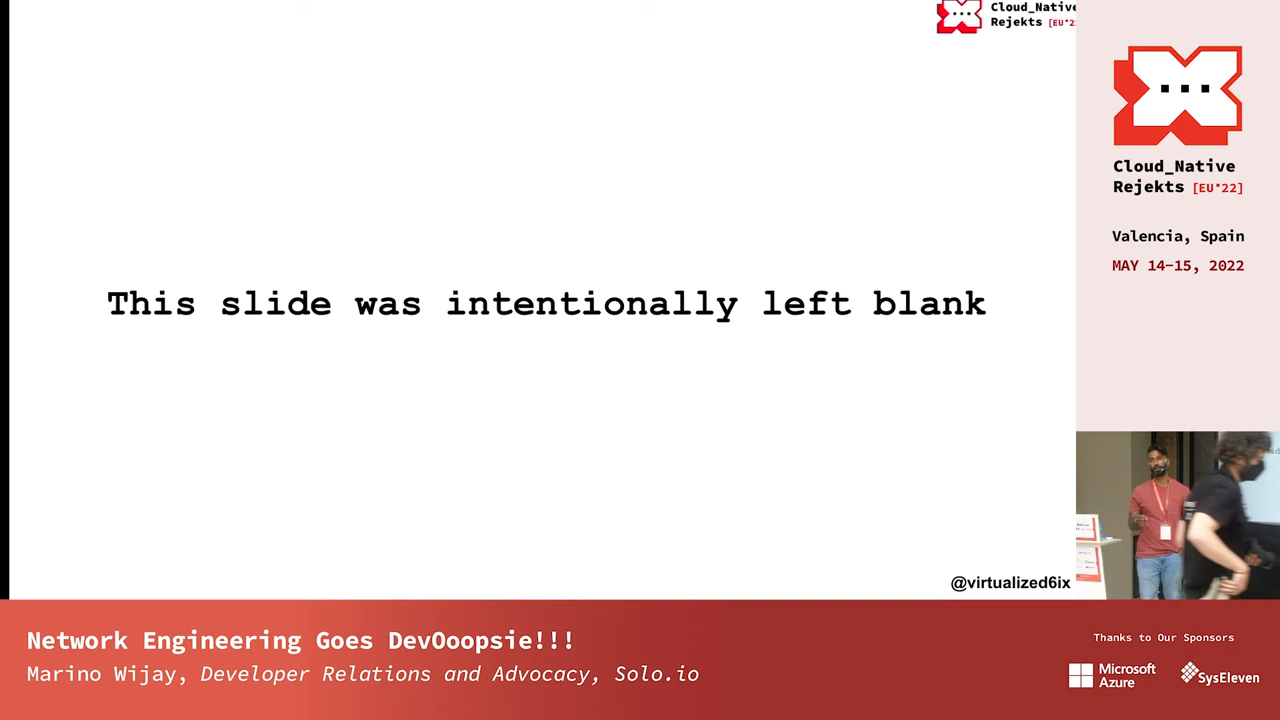 Cloud_Native
Rejekts [EU'2
This slide was intentionally left blank
@virtualized6ix
Cloud_Native
Rejekts [EU'22]
Valencia, Spain
MAY 14-15, 2022
Network Engineering Goes DevOoopsie!!!
Marino Wijay, Developer Relations and Advocacy, Solo.io
Thanks to Our Sponsors
Microsoft
Azure
SysEleven